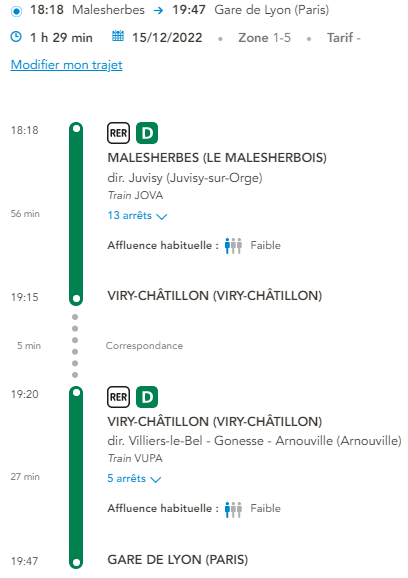 18:18 Malesherbes → 19:47 Gare de Lyon (Paris)
1 h 29 min 15/12/2022 • Zone 1-5 • Tarif -
Modifier mon trajet
18:18 RER D
MALESHERBES (LE MALESHERBOIS)
dir. Juvisy (Juvisy-sur-Orge)
Train JOVA
56 min 13 arrêts
Affluence habituelle : Faible
19:15 VIRY-CHÂTILLON (VIRY-CHÂTILLON)
5 min Correspondance
19:20 RER D
VIRY-CHÂTILLON (VIRY-CHÂTILLON)
dir. Villiers-le-Bel - Gonesse - Arnouville (Arnouville)
Train VUPA
27 min 5 arrêts
Affluence habituelle : Faible
19:47 GARE DE LYON (PARIS)